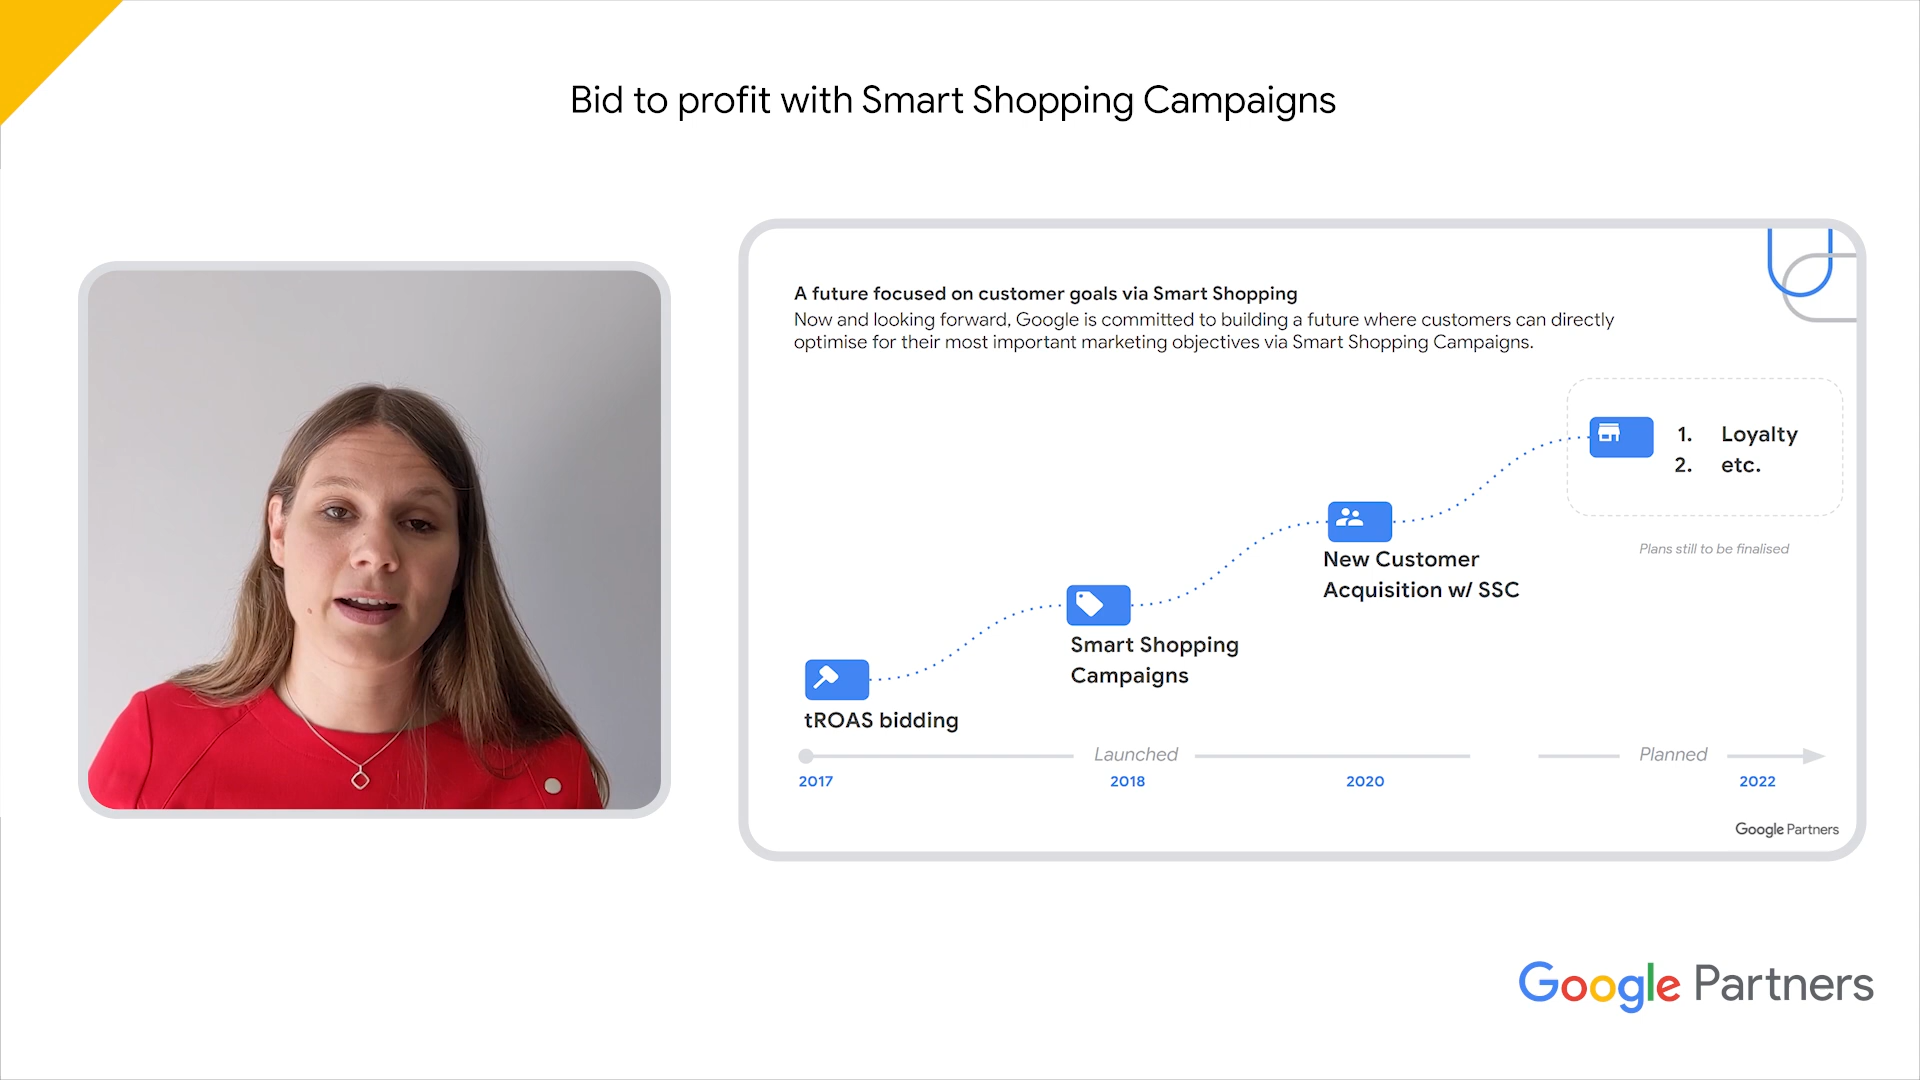 Bid to profit with Smart Shopping Campaigns
A future focused on customer goals via Smart Shopping
Now and looking forward, Google is committed to building a future where customers can directly
optimise for their most important marketing objectives via Smart Shopping Campaigns.
1. Loyalty
2. etc.
Plans still to be finalised
New Customer
Acquisition w/ SSC
Smart Shopping
Campaigns
tROAS bidding
Launched
Planned
2017
2018
2020
2022
Google Partners
Google Partners